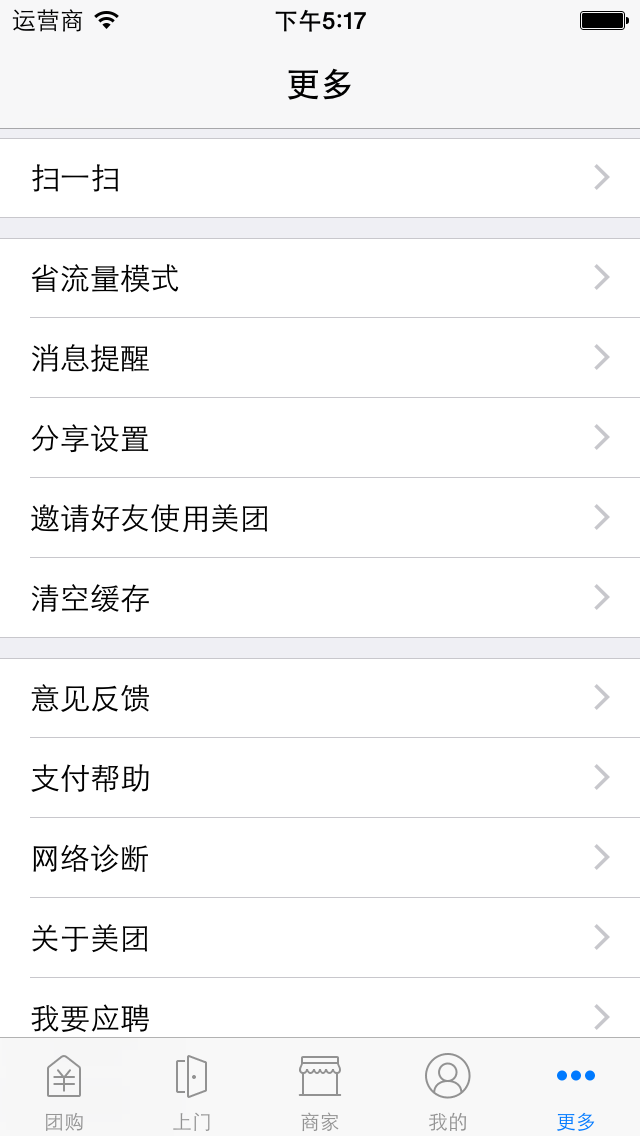 运营商 下午5:17
更多
扫一扫
省流量模式
消息提醒
分享设置
邀请好友使用美团
清空缓存
意见反馈
支付帮助
网络诊断
关于美团
我要应聘
团购 上门 商家 我的 更多